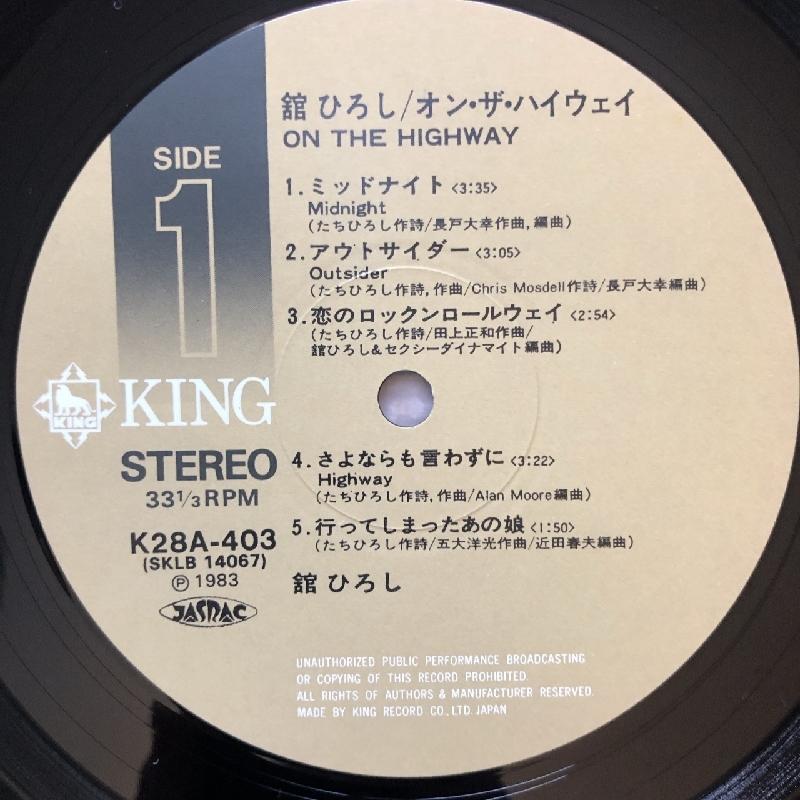 SIDE
1
舘 ひろし/オン・ザ・ハイウェイ
ON THE HIGHWAY
1.ミッドナイト〈3:35〉
Midnight
(たちひろし作詩/長戸大幸作曲,編曲)
2.アウトサイダー〈3:05〉
Outsider
(たちひろし作詩,作曲/Chris Mosdell作詩/長戸大幸編曲)
3.恋のロックンロールウェイ〈2:54〉
(たちひろし作詩/田上正和作曲/
舘ひろし&セクシーダイナマイト編曲)
KING
KING
STEREO
33 1/3 RPM
K28A-403
(SKLB 14067)
Ⓟ 1983
JASRAC
4.さよならも言わずに〈3:22〉
Highway
(たちひろし作詩,作曲/Alan Moore編曲)
5.行ってしまったあの娘〈1:50〉
(たちひろし作詩/五大洋光作曲/近田春夫編曲)
舘 ひろし
UNAUTHORIZED PUBLIC PERFORMANCE BROADCASTING
OR COPYING OF THIS RECORD PROHIBITED.
ALL RIGHTS OF AUTHORS & MANUFACTURER RESERVED.
MADE BY KING RECORD CO., LTD. JAPAN